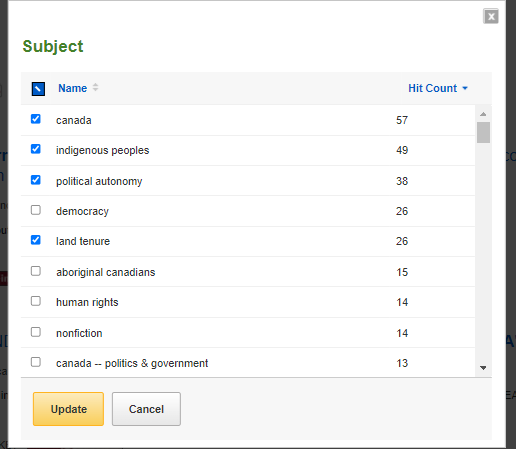 x
Subject
Name Hit Count
canada 57
indigenous peoples 49
political autonomy 38
democracy 26
land tenure 26
aboriginal canadians 15
human rights 14
nonfiction 14
canada -- politics & government 13
Update Cancel